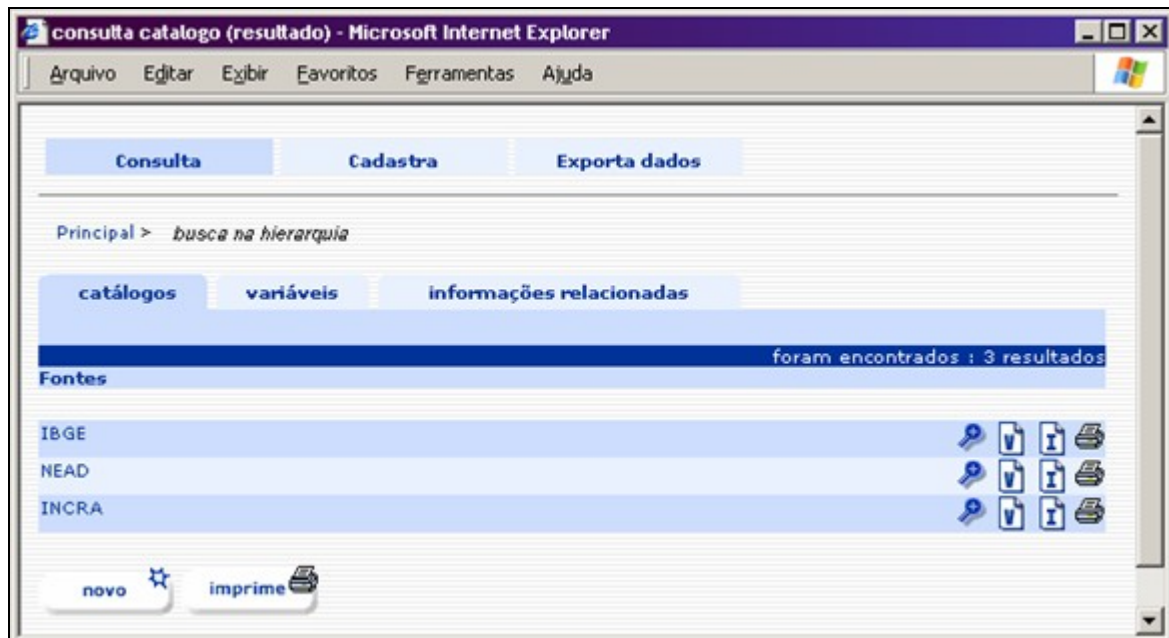 consulta catalogo (resultado) - Microsoft Internet Explorer
Arquivo Editar Exibir Favoritos Ferramentas Ajuda
Consulta Cadastra Exporta dados
Principal > busca na hierarquia
catálogos variáveis informações relacionadas
foram encontrados : 3 resultados
Fontes
IBGE V I
NEAD V I
INCRA V I
novo imprime